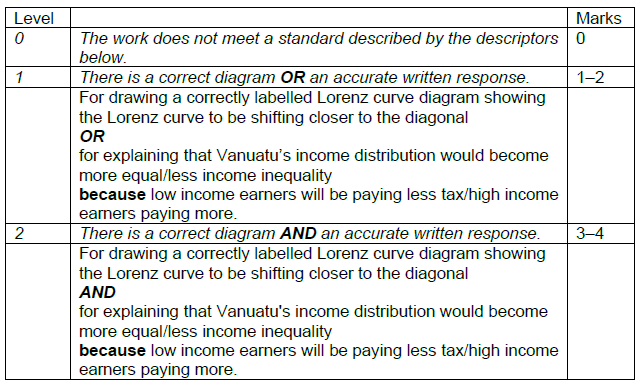 Level Marks
0 The work does not meet a standard described by the descriptors 0
below.
1 There is a correct diagram OR an accurate written response. 1–2
For drawing a correctly labelled Lorenz curve diagram showing
the Lorenz curve to be shifting closer to the diagonal
OR
for explaining that Vanuatu’s income distribution would become
more equal/less income inequality
because low income earners will be paying less tax/high income
earners paying more.
2 There is a correct diagram AND an accurate written response. 3–4
For drawing a correctly labelled Lorenz curve diagram showing
the Lorenz curve to be shifting closer to the diagonal
AND
for explaining that Vanuatu's income distribution would become
more equal/less income inequality
because low income earners will be paying less tax/high income
earners paying more.